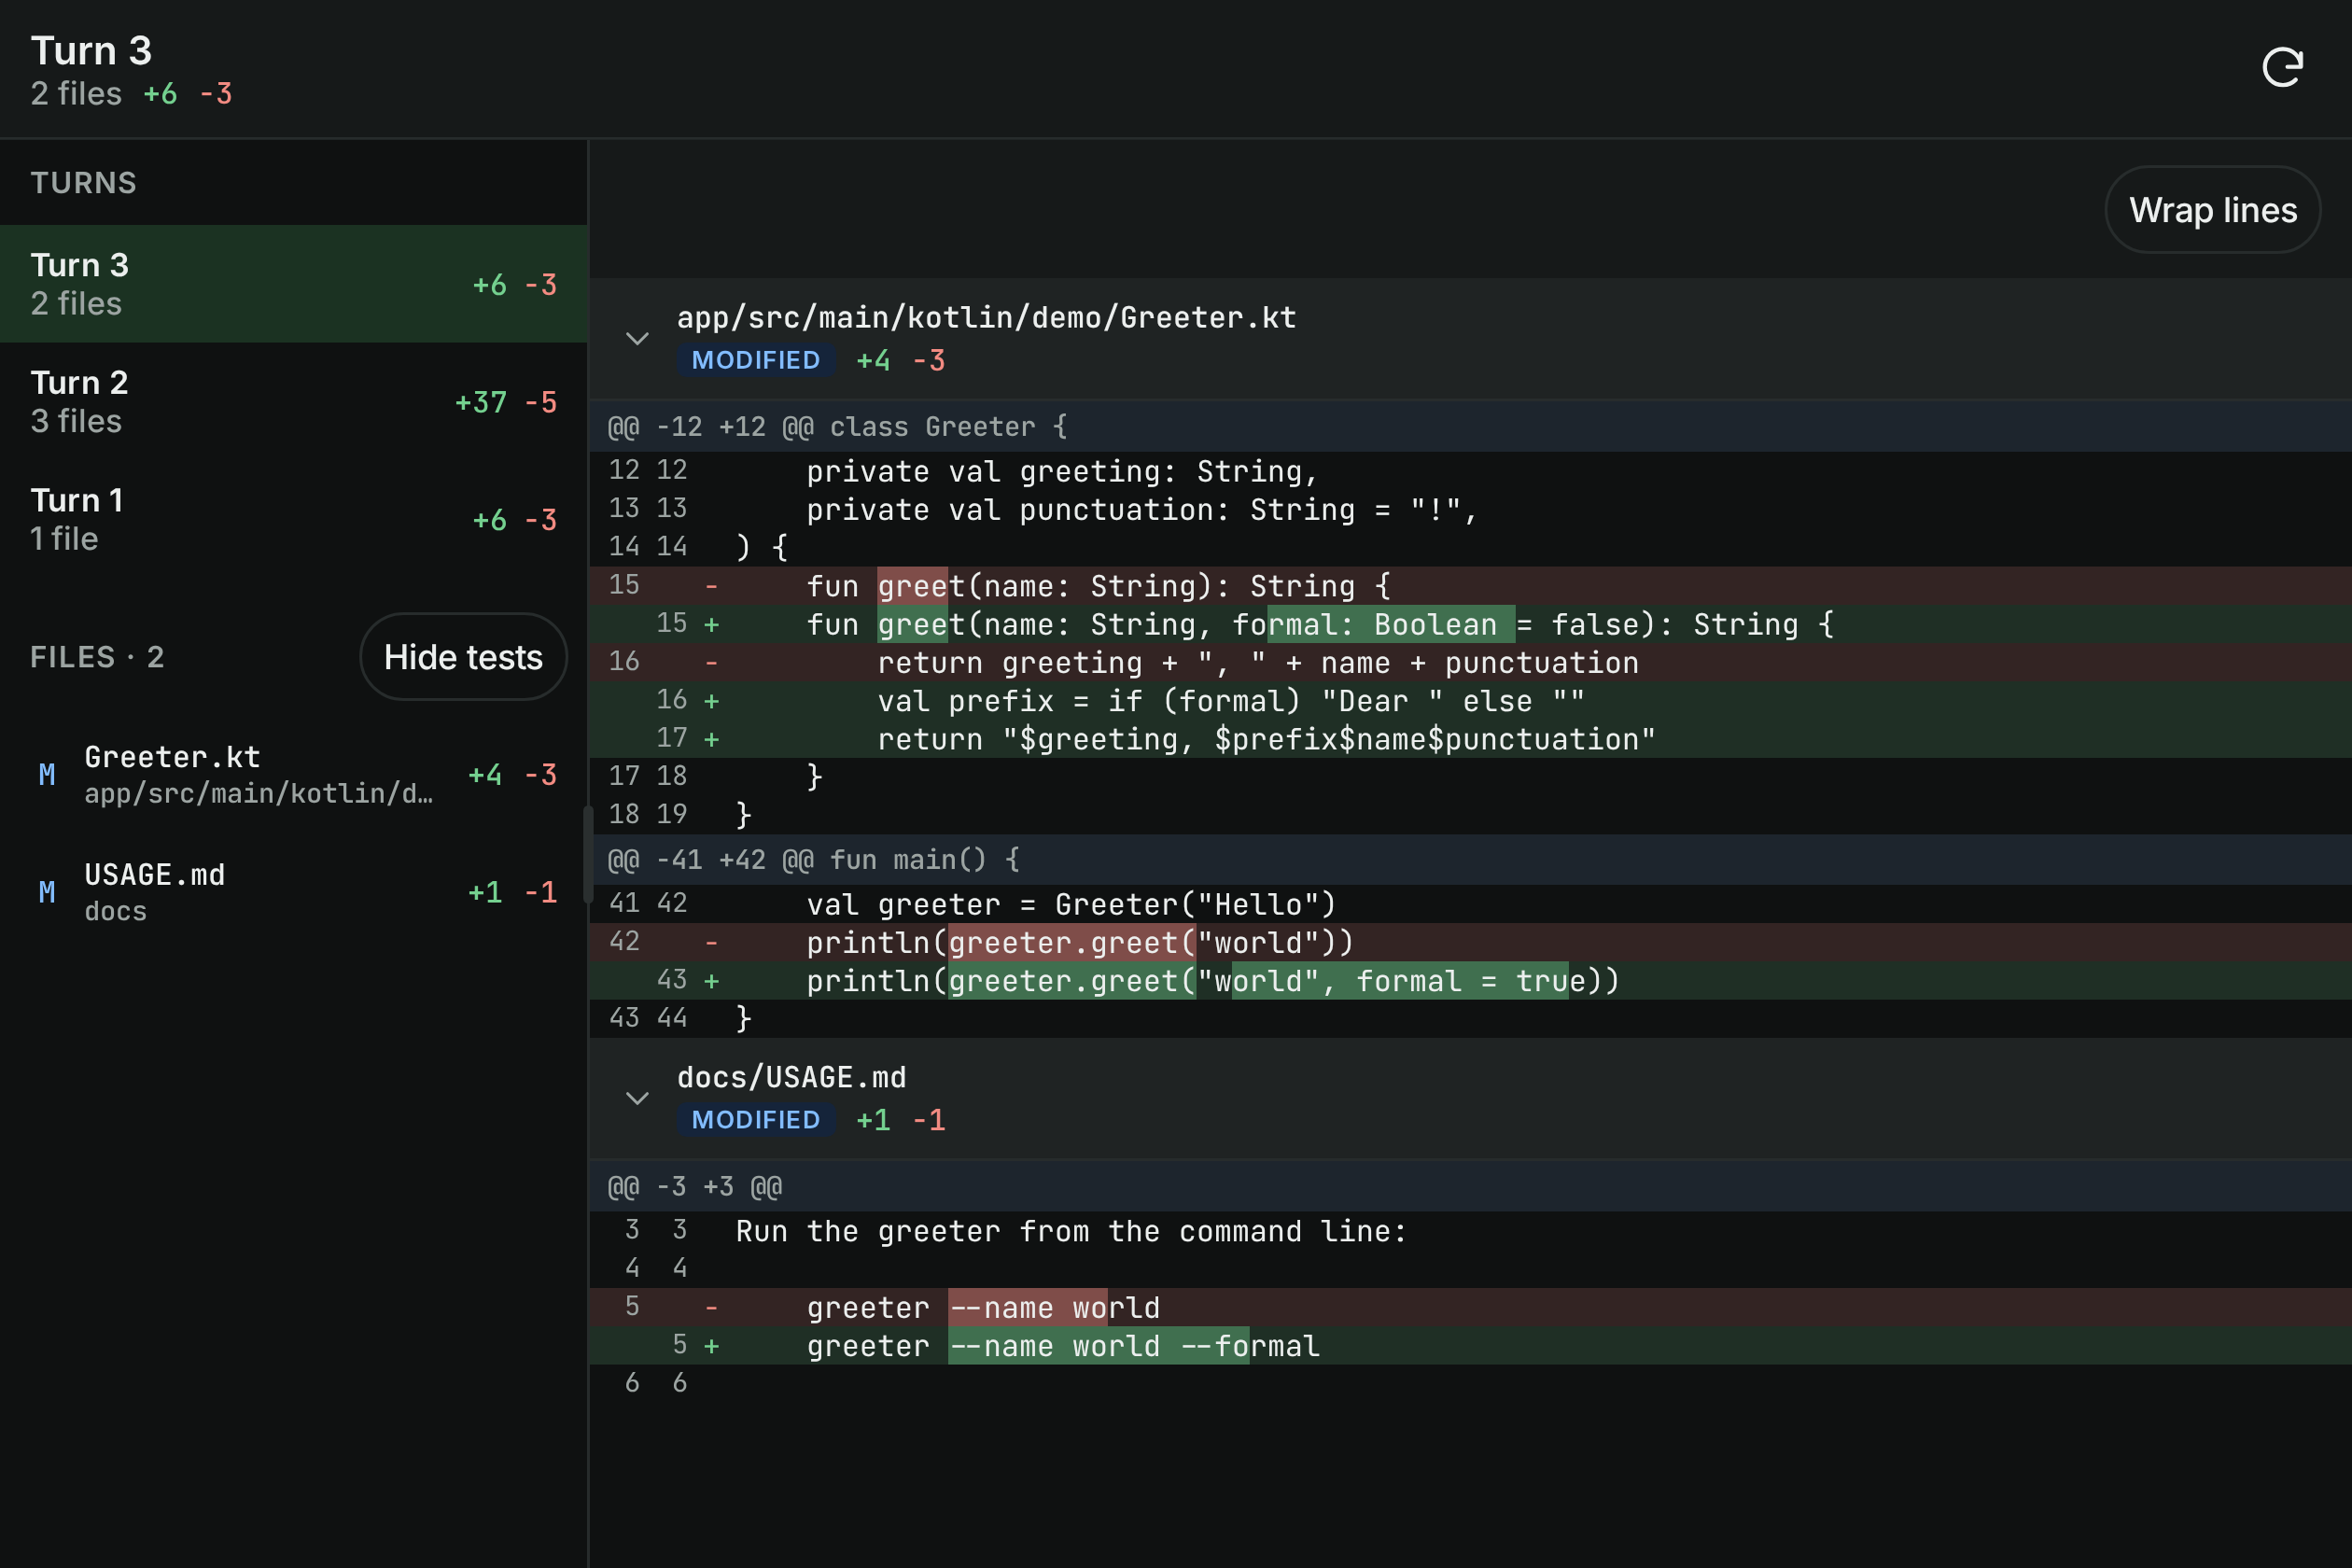 Turn 3
2 files +6 -3
TURNS
Turn 3
2 files
+6 -3
Turn 2
3 files
+37 -5
Turn 1
1 file
+6 -3
FILES · 2
Hide tests
M
Greeter.kt
app/src/main/kotlin/d…
+4 -3
M
USAGE.md
docs
+1 -1
Wrap lines
app/src/main/kotlin/demo/Greeter.kt
MODIFIED +4 -3
@@ -12 +12 @@ class Greeter {
12 12     private val greeting: String,
13 13     private val punctuation: String = "!",
14 14 ) {
15 -     fun greet(name: String): String {
15 +     fun greet(name: String, formal: Boolean = false): String {
16 -         return greeting + ", " + name + punctuation
16 +         val prefix = if (formal) "Dear " else ""
17 +         return "$greeting, $prefix$name$punctuation"
17 18     }
18 19 }
@@ -41 +42 @@ fun main() {
41 42     val greeter = Greeter("Hello")
42 -     println(greeter.greet("world"))
43 +     println(greeter.greet("world", formal = true))
43 44 }
docs/USAGE.md
MODIFIED +1 -1
@@ -3 +3 @@
3 3 Run the greeter from the command line:
4 4
5 -     greeter --name world
5 +     greeter --name world --formal
6 6